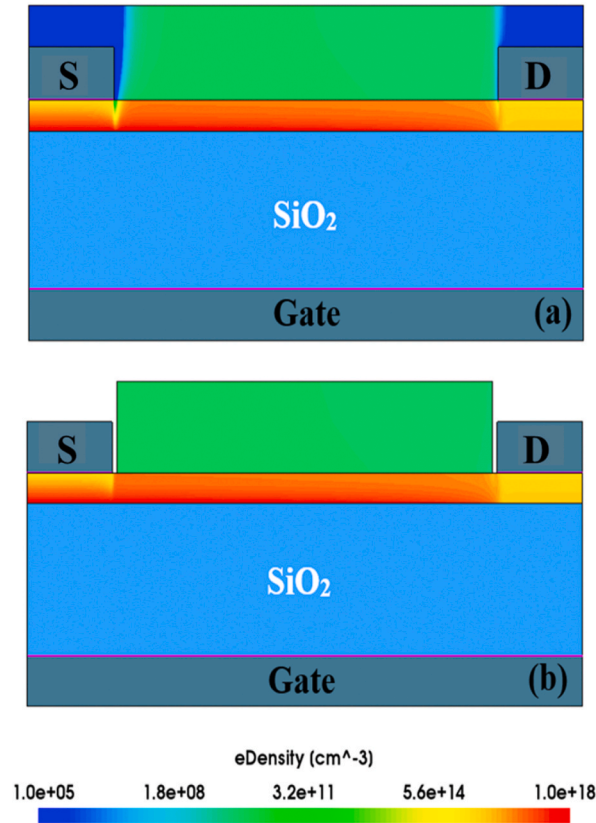 S D
SiO₂
Gate (a)
S D
SiO₂
Gate (b)
eDensity (cm^-3)
1.0e+05 1.8e+08 3.2e+11 5.6e+14 1.0e+18